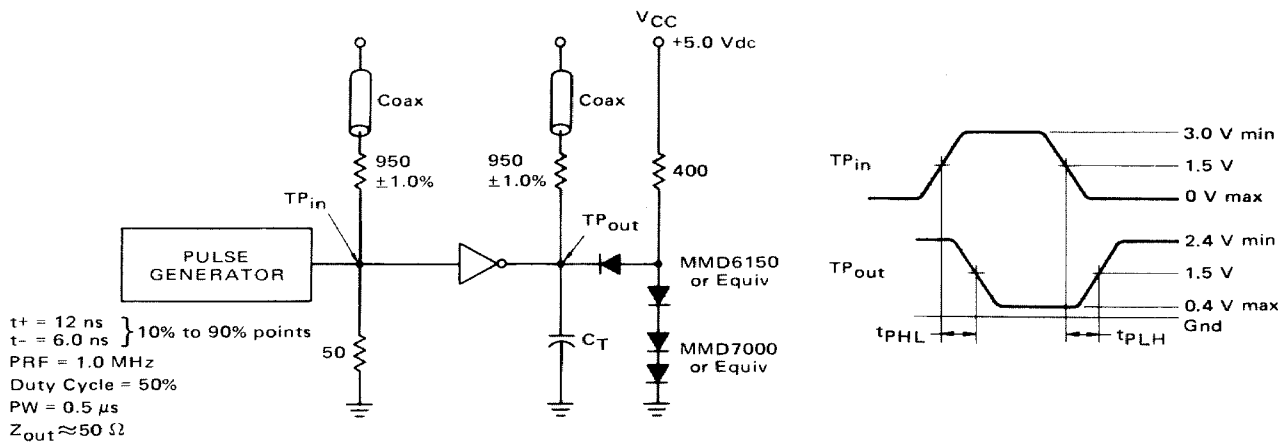 VCC
+5.0 Vdc
Coax
Coax
950
±1.0%
950
±1.0%
400
TPin
TPout
PULSE
GENERATOR
MMD6150
or Equiv
MMD7000
or Equiv
50
CT
t+ = 12 ns
t− = 6.0 ns
}10% to 90% points
PRF = 1.0 MHz
Duty Cycle = 50%
PW = 0.5 μs
Zout ≈ 50 Ω
TPin
3.0 V min
1.5 V
0 V max
TPout
2.4 V min
1.5 V
0.4 V max
Gnd
tPHL
tPLH